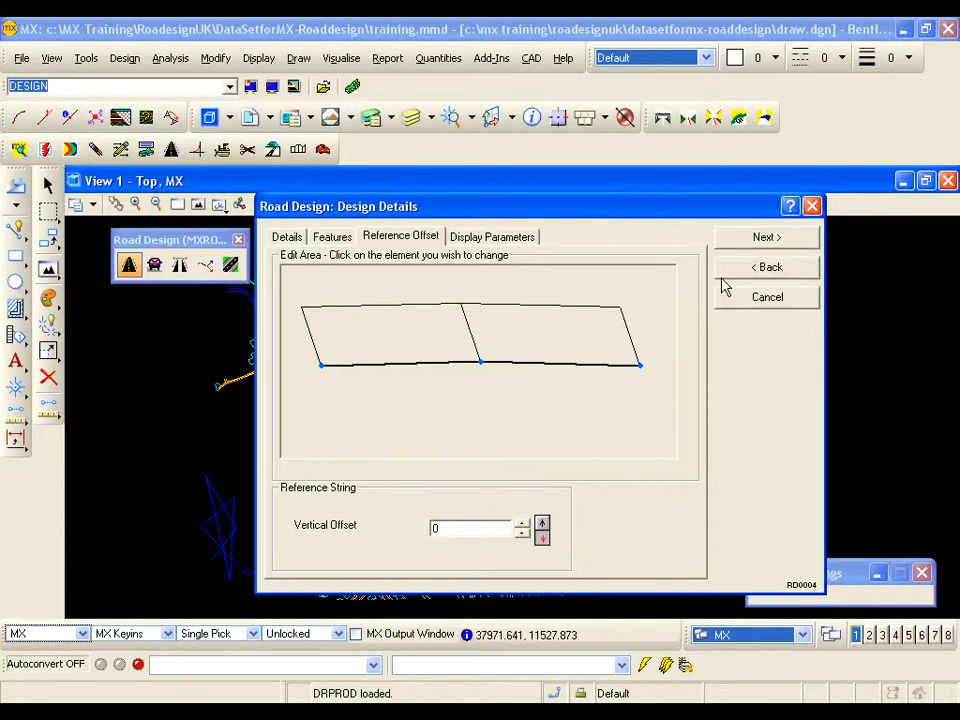 MX: c:\MX Training\RoadesignUK\DataSetforMX-Roaddesign\training.mmd - [c:\mx training\roadesignuk\datasetformx-roaddesign\draw.dgn] - Bentl...
File View Tools Design Analysis Modify Display Draw Visualise Report Quantities Add-Ins CAD Help Default 0 0 0
DESIGN
View 1 - Top, MX
Road Design: Design Details
Road Design (MXRO...
Details Features Reference Offset Display Parameters
Next >
Edit Area - Click on the element you wish to change
< Back
Cancel
Reference String
Vertical Offset 0
RD0004
MX MX Keyins Single Pick Unlocked MX Output Window 37971.641, 11527.873 MX 1 2 3 4 5 6 7 8
Autoconvert OFF
DRPROD loaded. Default